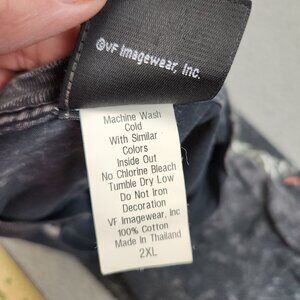 ©VF Imagewear, Inc.
Machine Wash
Cold
With Similar
Colors
Inside Out
No Chlorine Bleach
Tumble Dry Low
Do Not Iron
Decoration
VF Imagewear, Inc
100% Cotton
Made In Thailand
2XL